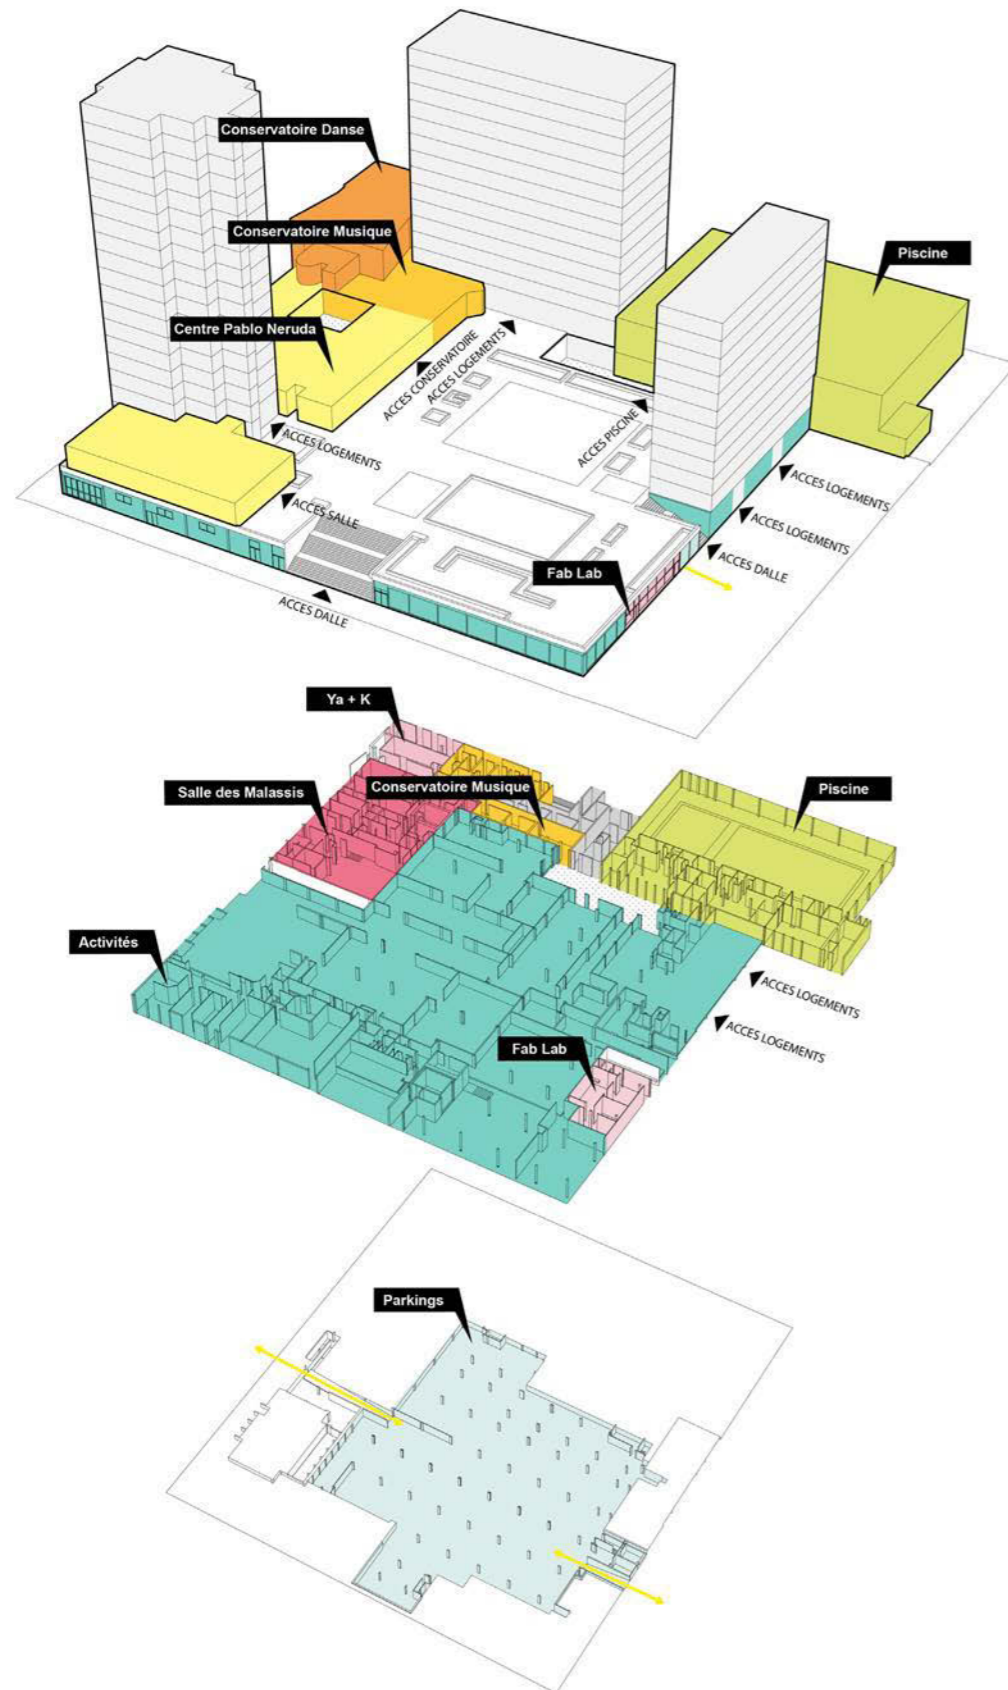 Conservatoire Danse
Conservatoire Musique
Piscine
Centre Pablo Neruda
ACCES CONSERVATOIRE
ACCES LOGEMENTS
ACCES PISCINE
ACCES LOGEMENTS
ACCES LOGEMENTS
ACCES SALLE
ACCES LOGEMENTS
ACCES DALLE
Fab Lab
ACCES DALLE
Ya + K
Salle des Malassis
Conservatoire Musique
Piscine
Activités
ACCES LOGEMENTS
ACCES LOGEMENTS
Fab Lab
Parkings